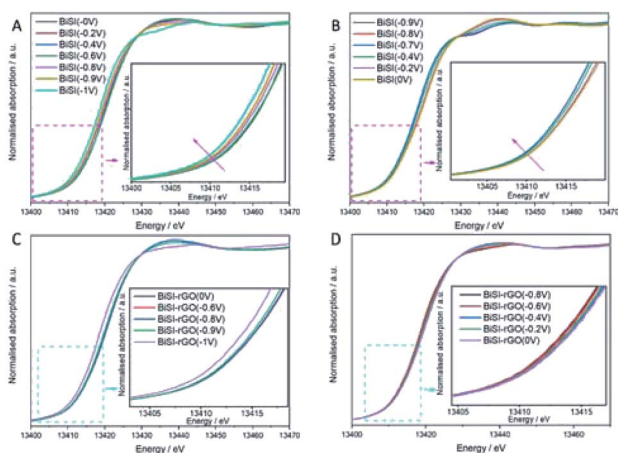 A
BiSI(-0V)
BiSI(-0.2V)
BiSI(-0.4V)
BiSI(-0.6V)
BiSI(-0.8V)
BiSI(-0.9V)
BiSI(-1V)
Normalised absorption / a.u.
Normalised absorption / a.u.
13400 13405 13410 13415
Energy / eV
13400 13410 13420 13430 13440 13450 13460 13470
Energy / eV
B
BiSI(-0.9V)
BiSI(-0.8V)
BiSI(-0.7V)
BiSI(-0.4V)
BiSI(-0.2V)
BiSI(0V)
Normalised absorption / a.u.
Normalised absorption / a.u.
13405 13410 13415
Energy / eV
13400 13410 13420 13430 13440 13450 13460 13470
Energy / eV
C
BiSI-rGO(0V)
BiSI-rGO(-0.6V)
BiSI-rGO(-0.8V)
BiSI-rGO(-0.9V)
BiSI-rGO(-1V)
Normalised absorption / a.u.
Normalised absorption / a.u
13405 13410 13415
Energy / eV
13400 13410 13420 13430 13440 13450 13460 13470
Energy / eV
D
BiSI-rGO(-0.8V)
BiSI-rGO(-0.6V)
BiSI-rGO(-0.4V)
BiSI-rGO(-0.2V)
BiSI-rGO(0V)
Normalised absorption / a.u.
Normalised absorption / a.u.
13405 13410 13415
Energy / eV
13400 13420 13440 13460
Energy / eV